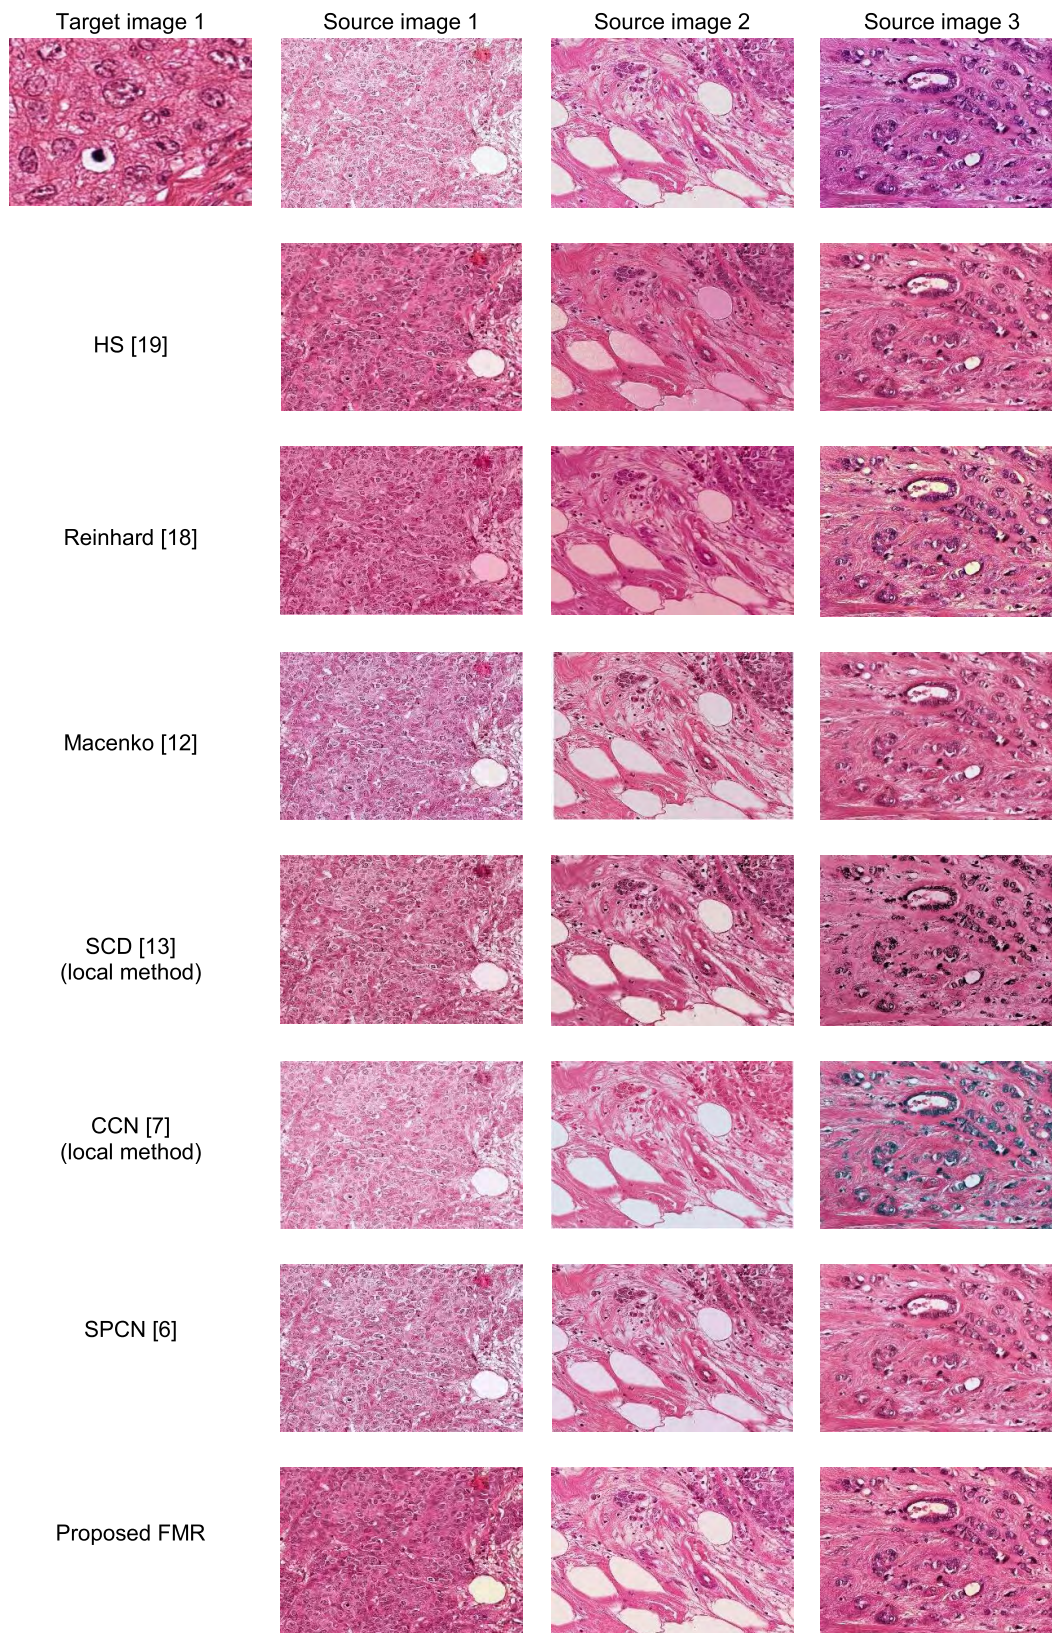 Target image 1
Source image 1
Source image 2
Source image 3
HS [19]
Reinhard [18]
Macenko [12]
SCD [13]
(local method)
CCN [7]
(local method)
SPCN [6]
Proposed FMR